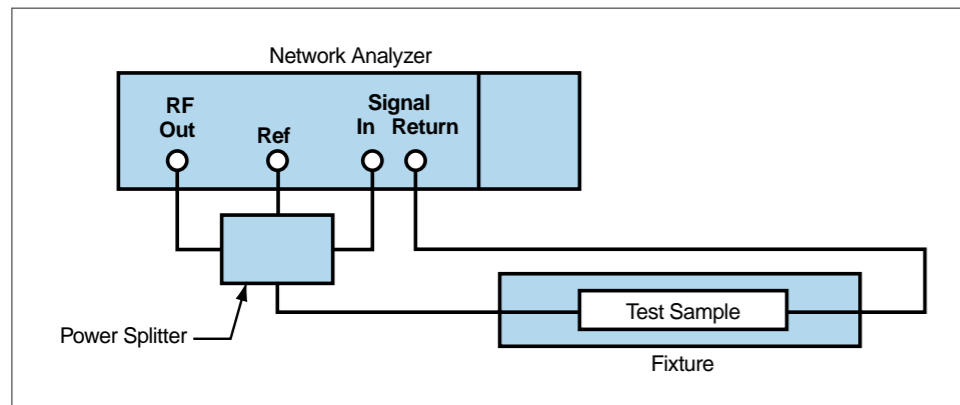 Network Analyzer
RF
Out
Ref
Signal
In Return
Power Splitter
Test Sample
Fixture